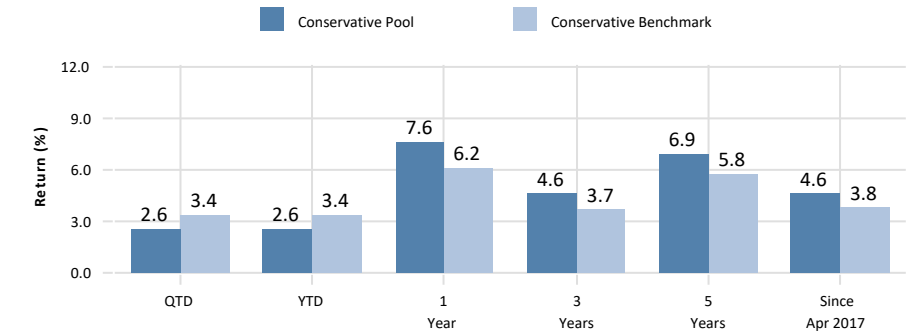 Conservative Pool Conservative Benchmark
12.0
9.0
6.0
3.0
0.0
Return (%)
2.6 3.4 2.6 3.4 7.6 6.2 4.6 3.7 6.9 5.8 4.6 3.8
QTD YTD 1 3 5 Since
Year Years Years Apr 2017